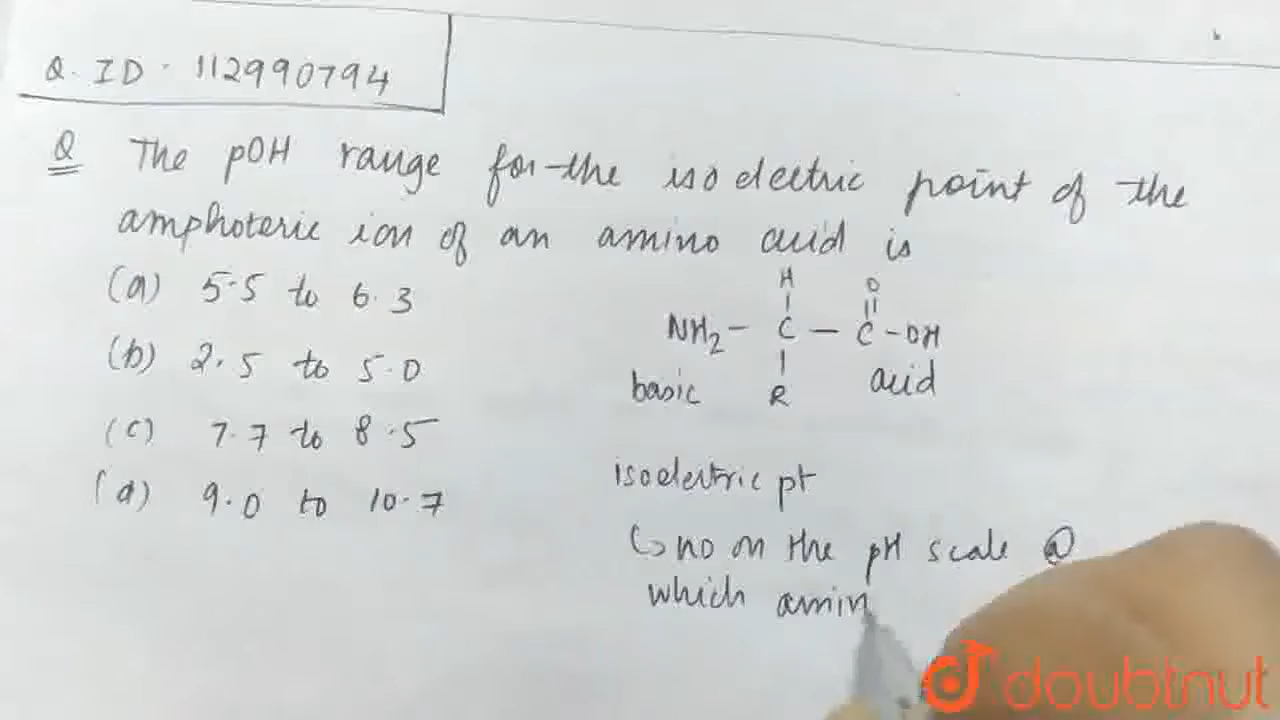 Q. ID - 112990794
Q The pOH range for the isoelectric point of the
amphoteric ion of an amino acid is
(a) 5.5 to 6.3
(b) 2.5 to 5.0
(c) 7.7 to 8.5
(d) 9.0 to 10.7
H O
| ||
NH2 - C - C - OH
|
basic R acid
isoelectric pt
↳ no on the pH scale @
which amin
doubtnut